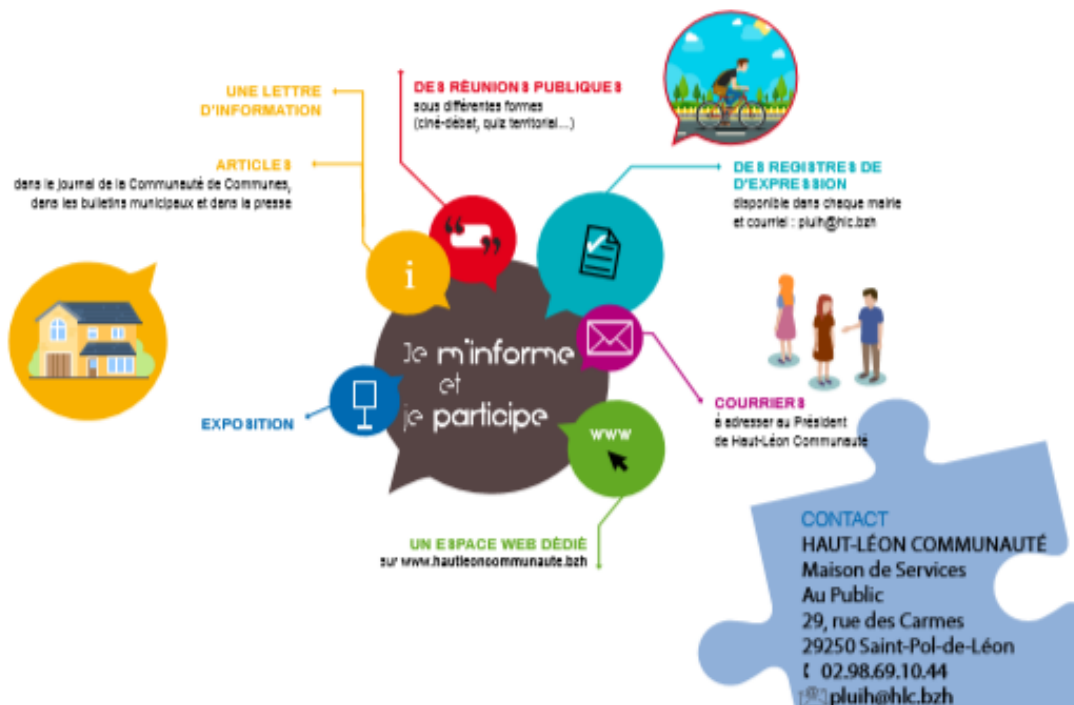 UNE LETTRE
D'INFORMATION
ARTICLES
dans le Journal de la Communauté de Communes,
dans les bulletins municipaux et dans la presse
DES RÉUNIONS PUBLIQUES
sous différentes formes
(ciné-débat, quiz territorial...)
DES REGISTRES DE
D'EXPRESSION
disponible dans chaque mairie
et courriel : pluih@hlc.bzh
i
Je m'informe
et
je participe
EXPOSITION
COURRIERS
à adresser au Président
de Haut-Léon Communauté
www
UN ESPACE WEB DÉDIÉ
sur www.hautleoncommunaute.bzh
CONTACT
HAUT-LÉON COMMUNAUTÉ
Maison de Services
Au Public
29, rue des Carmes
29250 Saint-Pol-de-Léon
02.98.69.10.44
pluih@hlc.bzh